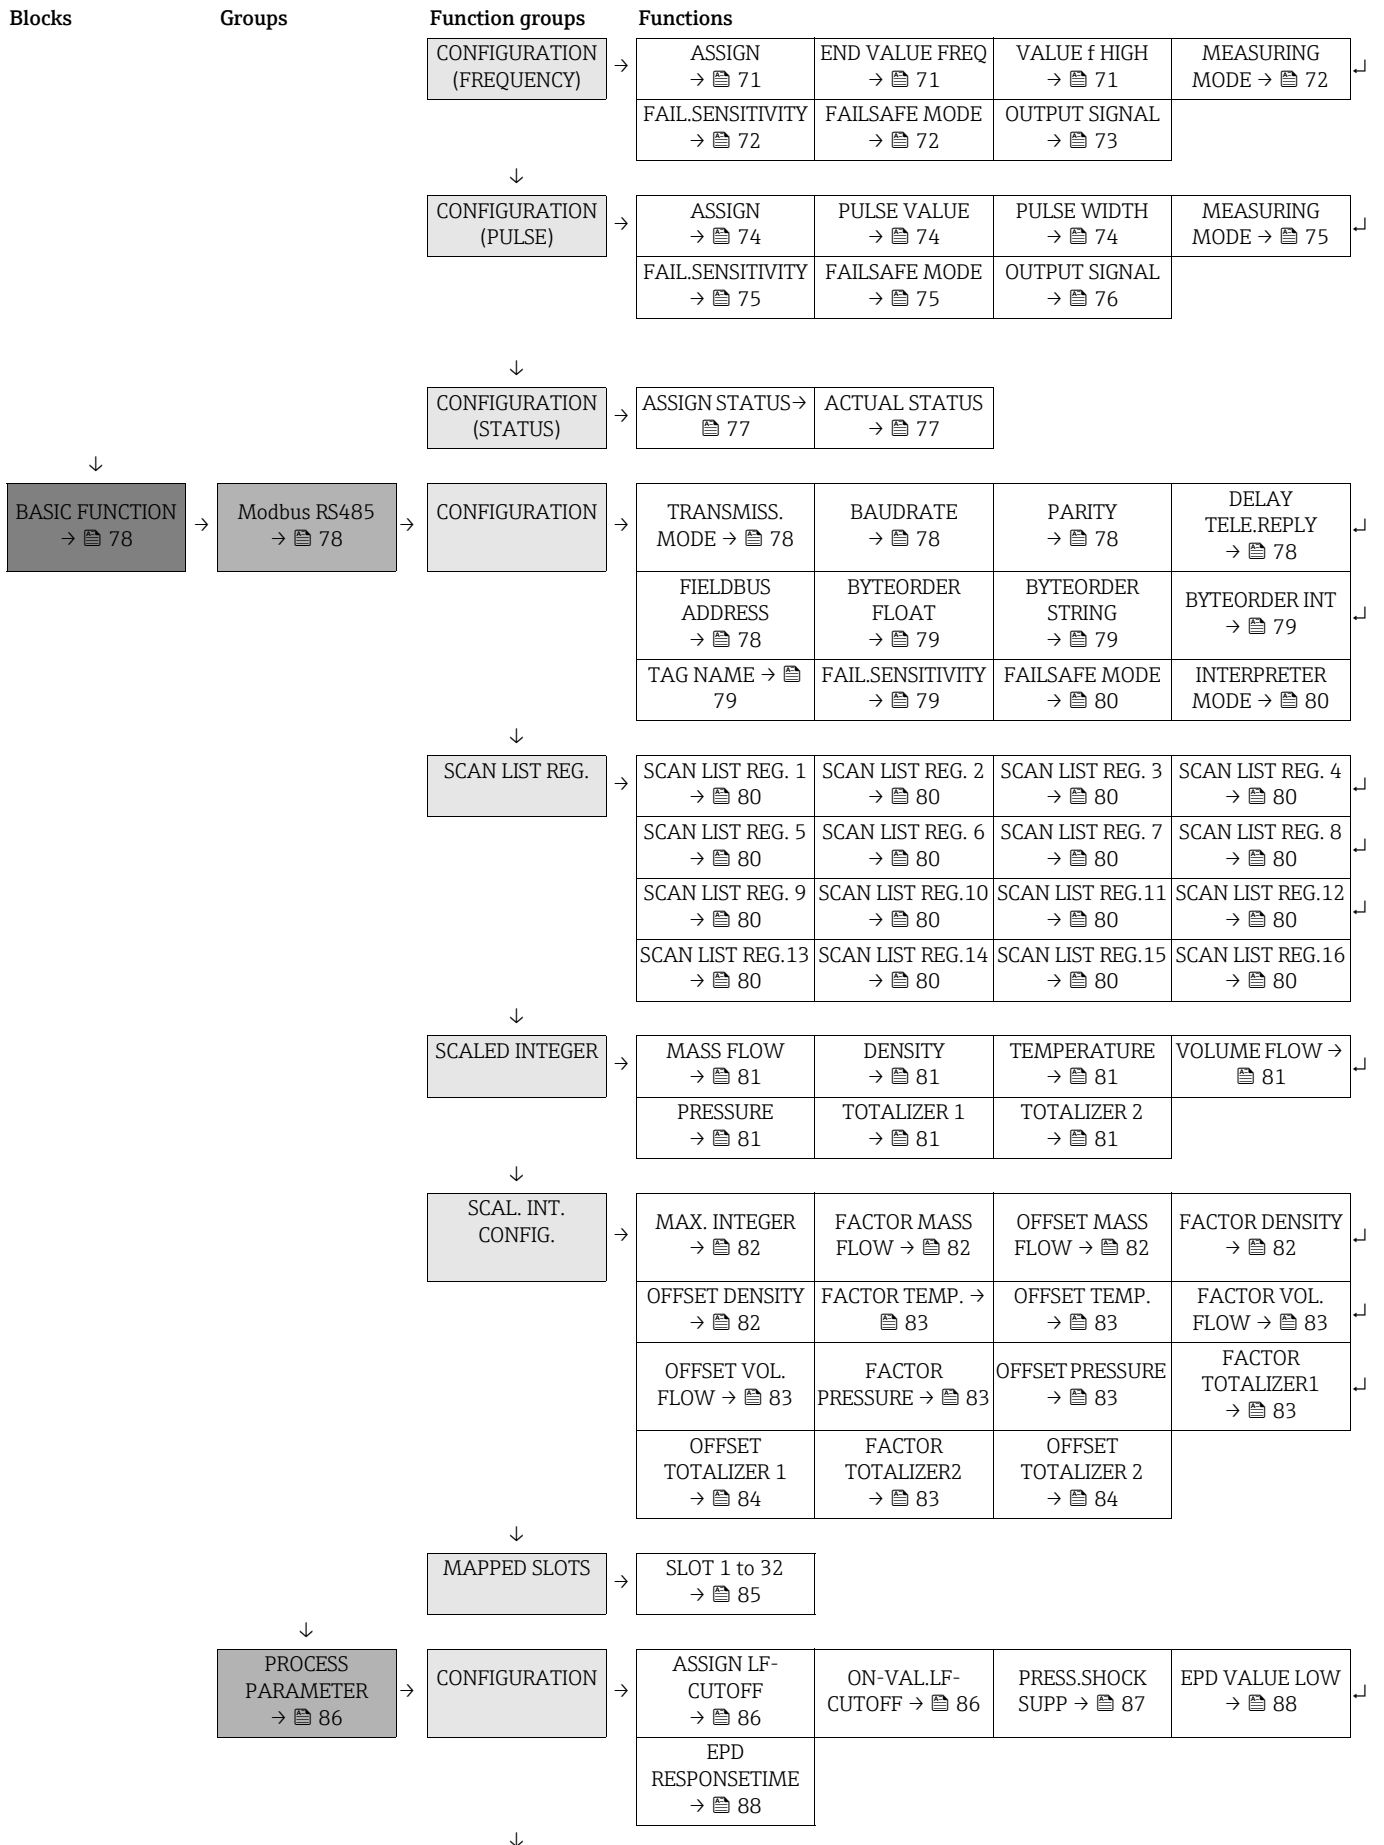 Blocks Groups Function groups Functions
CONFIGURATION (FREQUENCY) → ASSIGN → 71 END VALUE FREQ → 71 VALUE f HIGH → 71 MEASURING MODE → 72 ↵
FAIL.SENSITIVITY → 72 FAILSAFE MODE → 72 OUTPUT SIGNAL → 73
↓
CONFIGURATION (PULSE) → ASSIGN → 74 PULSE VALUE → 74 PULSE WIDTH → 74 MEASURING MODE → 75 ↵
FAIL.SENSITIVITY → 75 FAILSAFE MODE → 75 OUTPUT SIGNAL → 76
↓
CONFIGURATION (STATUS) → ASSIGN STATUS → 77 ACTUAL STATUS → 77
↓
BASIC FUNCTION → 78 → Modbus RS485 → 78 → CONFIGURATION → TRANSMISS. MODE → 78 BAUDRATE → 78 PARITY → 78 DELAY TELE.REPLY → 78 ↵
FIELDBUS ADDRESS → 78 BYTEORDER FLOAT → 79 BYTEORDER STRING → 79 BYTEORDER INT → 79 ↵
TAG NAME → 79 FAIL.SENSITIVITY → 79 FAILSAFE MODE → 80 INTERPRETER MODE → 80
↓
SCAN LIST REG. → SCAN LIST REG. 1 → 80 SCAN LIST REG. 2 → 80 SCAN LIST REG. 3 → 80 SCAN LIST REG. 4 → 80 ↵
SCAN LIST REG. 5 → 80 SCAN LIST REG. 6 → 80 SCAN LIST REG. 7 → 80 SCAN LIST REG. 8 → 80 ↵
SCAN LIST REG. 9 → 80 SCAN LIST REG.10 → 80 SCAN LIST REG.11 → 80 SCAN LIST REG.12 → 80 ↵
SCAN LIST REG.13 → 80 SCAN LIST REG.14 → 80 SCAN LIST REG.15 → 80 SCAN LIST REG.16 → 80
↓
SCALED INTEGER → MASS FLOW → 81 DENSITY → 81 TEMPERATURE → 81 VOLUME FLOW → 81 ↵
PRESSURE → 81 TOTALIZER 1 → 81 TOTALIZER 2 → 81
↓
SCAL. INT. CONFIG. → MAX. INTEGER → 82 FACTOR MASS FLOW → 82 OFFSET MASS FLOW → 82 FACTOR DENSITY → 82 ↵
OFFSET DENSITY → 82 FACTOR TEMP. → 83 OFFSET TEMP. → 83 FACTOR VOL. FLOW → 83 ↵
OFFSET VOL. FLOW → 83 FACTOR PRESSURE → 83 OFFSET PRESSURE → 83 FACTOR TOTALIZER1 → 83 ↵
OFFSET TOTALIZER 1 → 84 FACTOR TOTALIZER2 → 83 OFFSET TOTALIZER 2 → 84
↓
MAPPED SLOTS → SLOT 1 to 32 → 85
↓
PROCESS PARAMETER → 86 → CONFIGURATION → ASSIGN LF-CUTOFF → 86 ON-VAL.LF-CUTOFF → 86 PRESS.SHOCK SUPP → 87 EPD VALUE LOW → 88 ↵
EPD RESPONSETIME → 88
↓